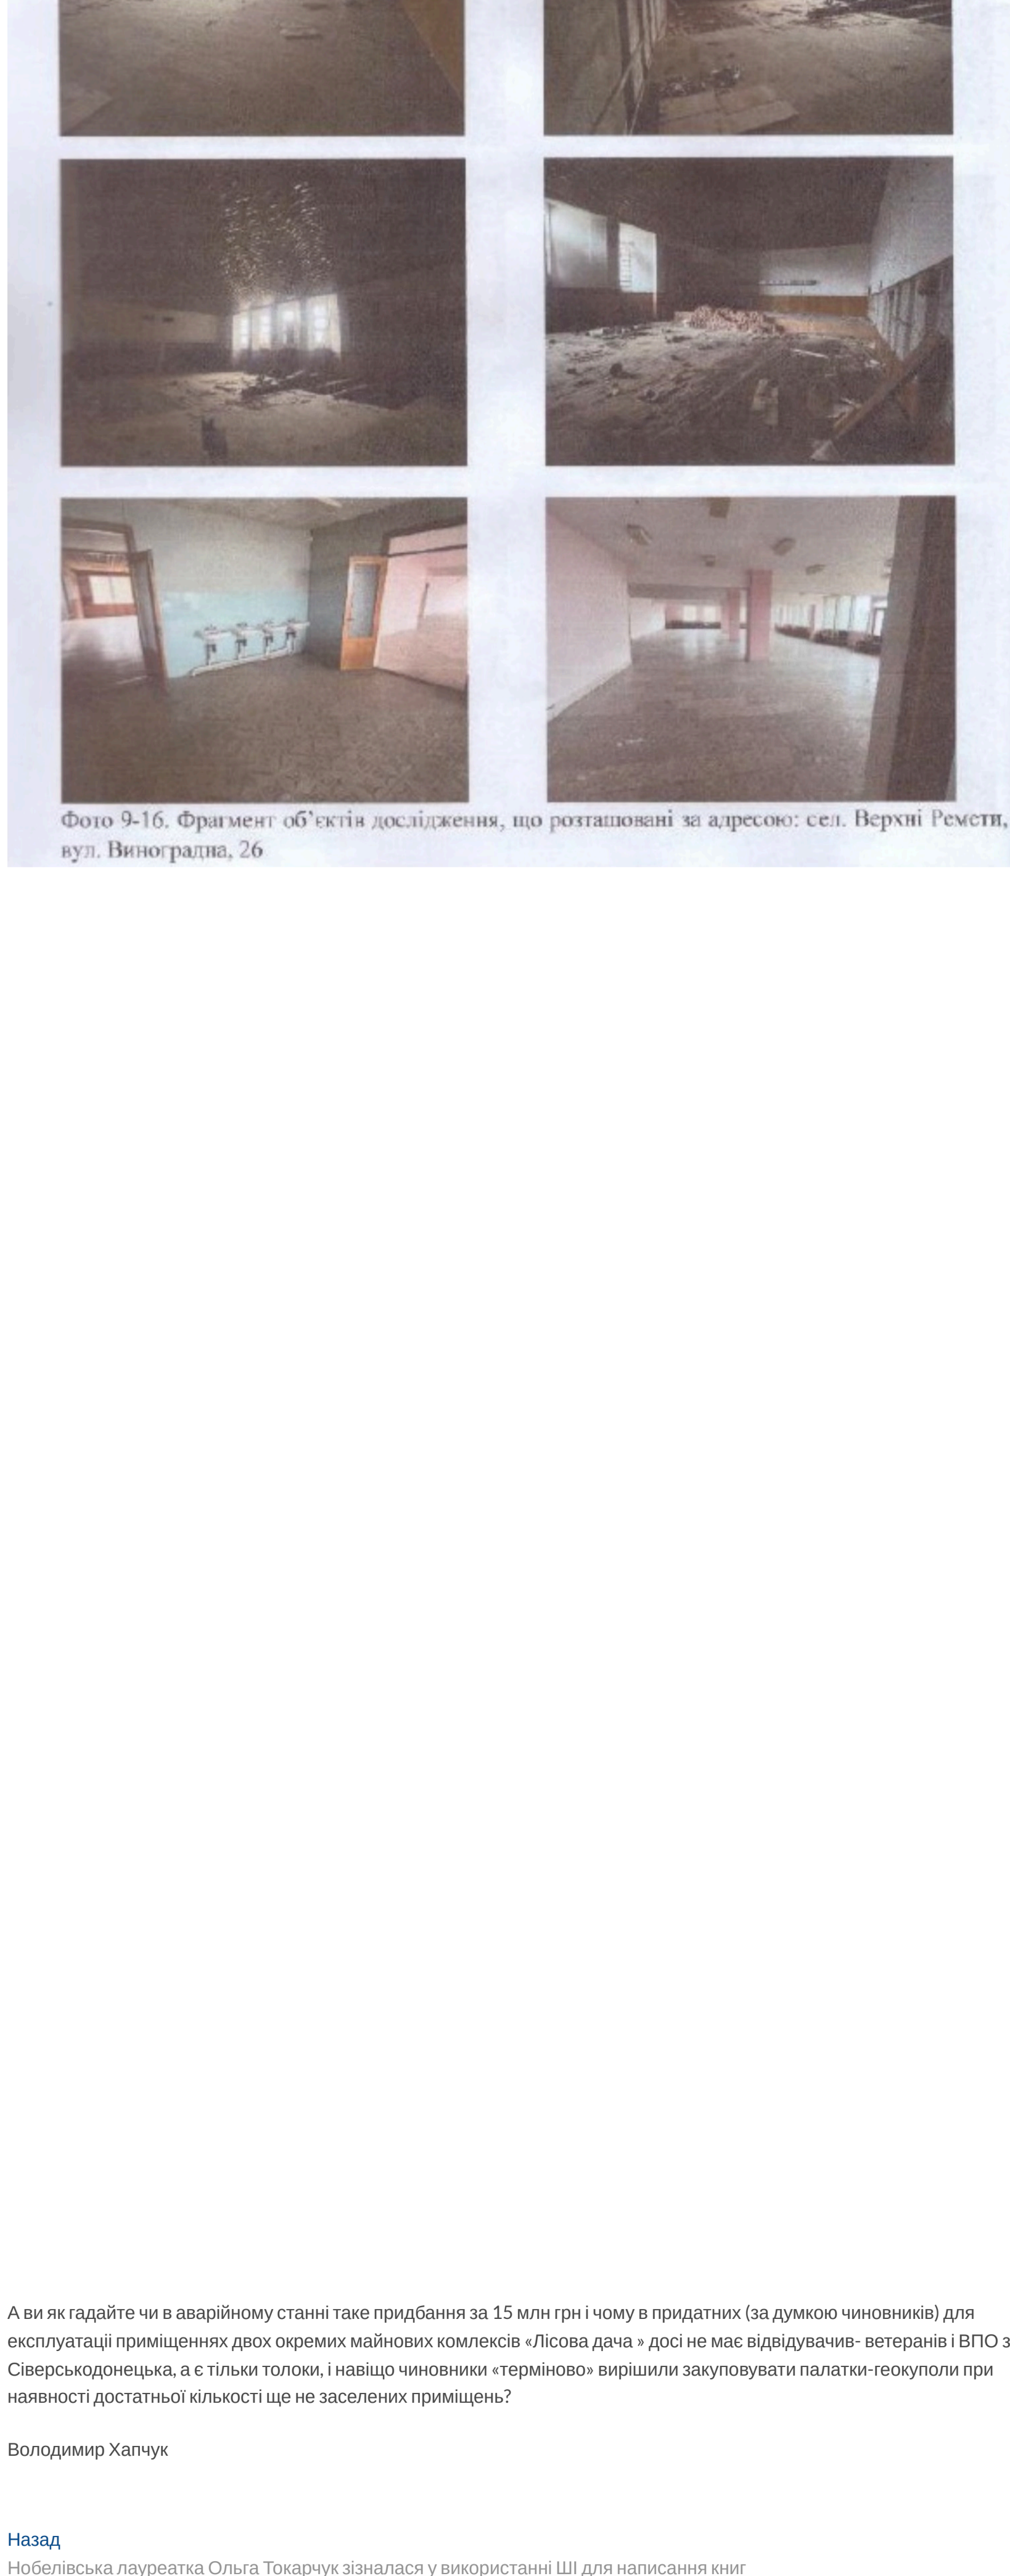 Фото 9-16. Фрагмент об’єктів дослідження, що розташовані за адресою: сел. Верхні Ремети,
вул. Виноградна, 26
А ви як гадайте чи в аварійному станні таке придбання за 15 млн грн і чому в придатних (за думкою чиновників) для
експлуатаціі приміщеннях двох окремих майнових комлексів «Лісова дача » досі не має відвідувачив- ветеранів і ВПО з
Сіверськодонецька, а є тільки толоки, і навіщо чиновники «терміново» вирішили закуповувати палатки-геокуполи при
наявності достатньої кількості ще не заселених приміщень?
Володимир Хапчук
Назад
Нобелівська лауреатка Ольга Токарчук зізналася у використанні ШІ для написання книг